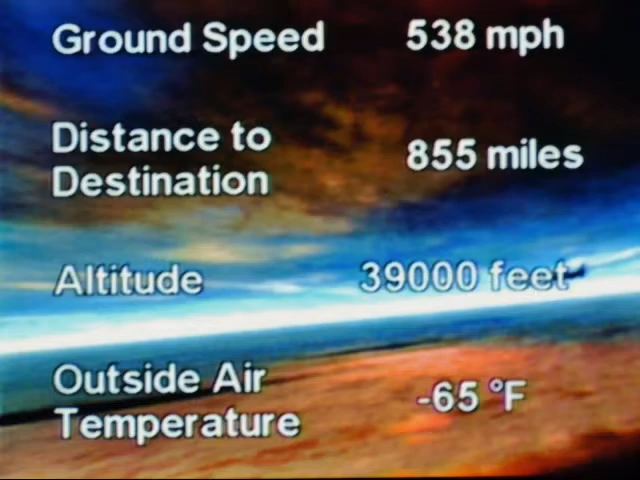 Ground Speed 538 mph
Distance to
Destination 855 miles
Altitude 39000 feet
Outside Air
Temperature -65 °F